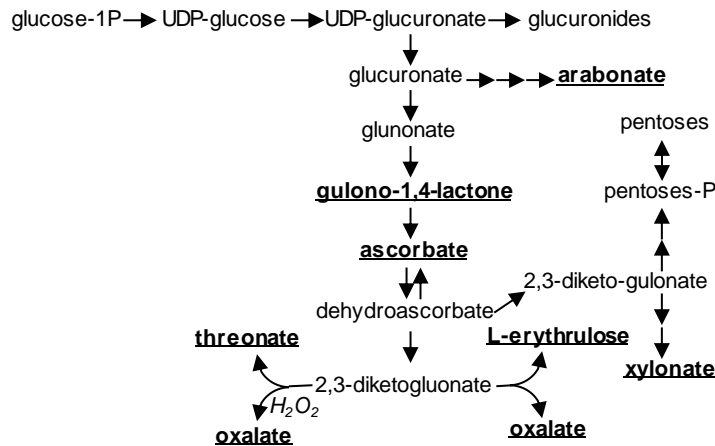 glucose-1P UDP-glucose UDP-glucuronate glucuronides
glucuronate arabonate
glunonate
pentoses
gulono-1,4-lactone
pentoses-P
ascorbate
2,3-diketo-gulonate
dehydroascorbate
threonate L-erythrulose
xylonate
2,3-diketogluonate
H2O2
oxalate oxalate